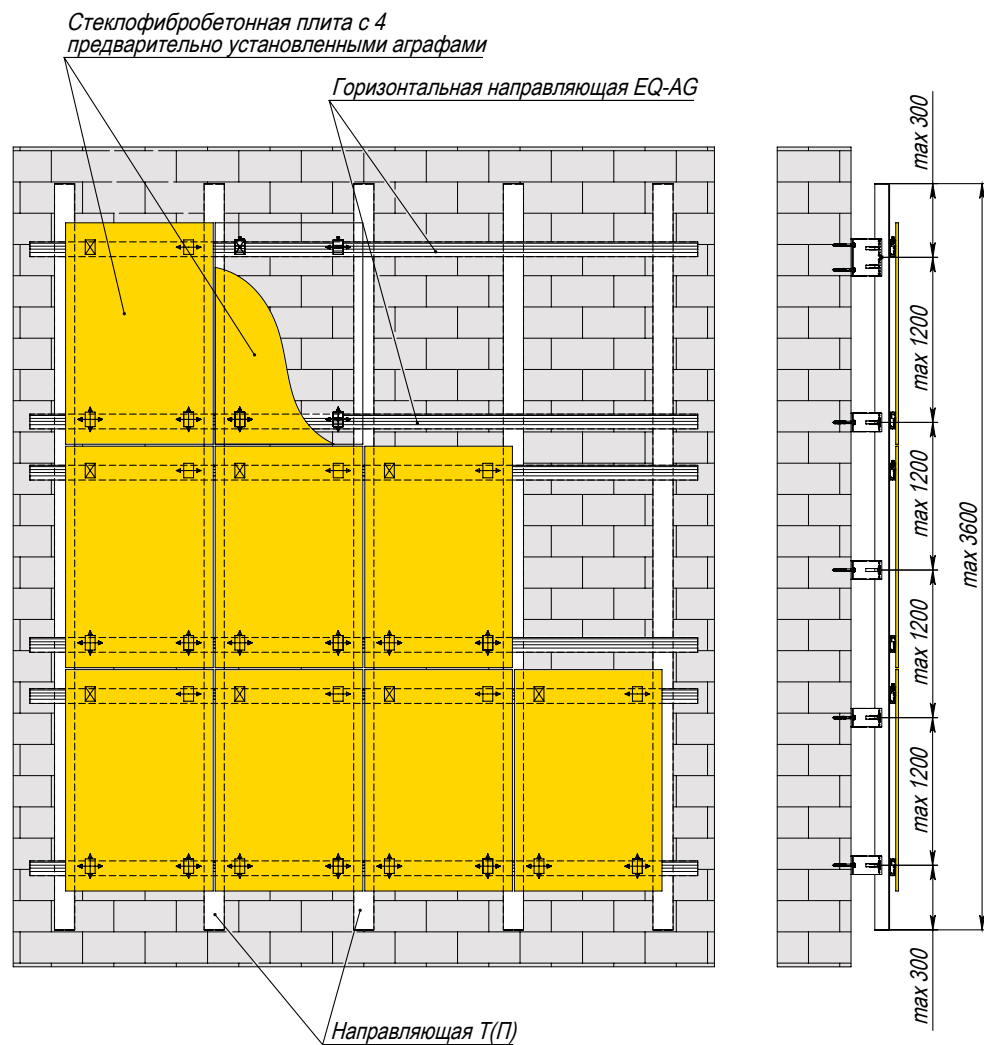 Стеклофибробетонная плита с 4
предварительно установленными аграфами
Горизонтальная направляющая EQ-AG
max 300
max 1200
max 1200
max 3600
max 1200
max 1200
max 300
Направляющая Т(П)